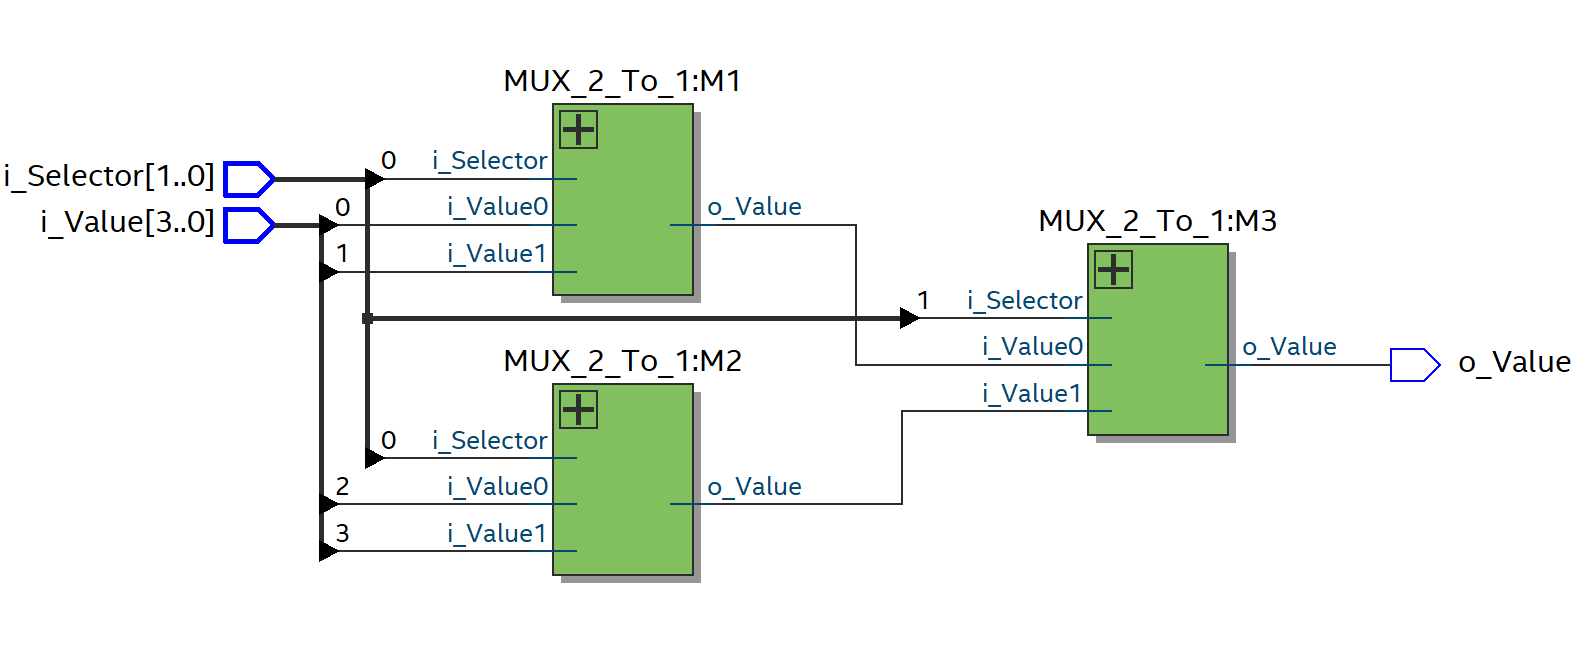 MUX_2_To_1:M1
i_Selector[1..0]
0
i_Selector
i_Value[3..0]
0
i_Value0
o_Value
1
i_Value1
MUX_2_To_1:M3
1
i_Selector
i_Value0
o_Value
o_Value
i_Value1
MUX_2_To_1:M2
0
i_Selector
2
i_Value0
o_Value
3
i_Value1